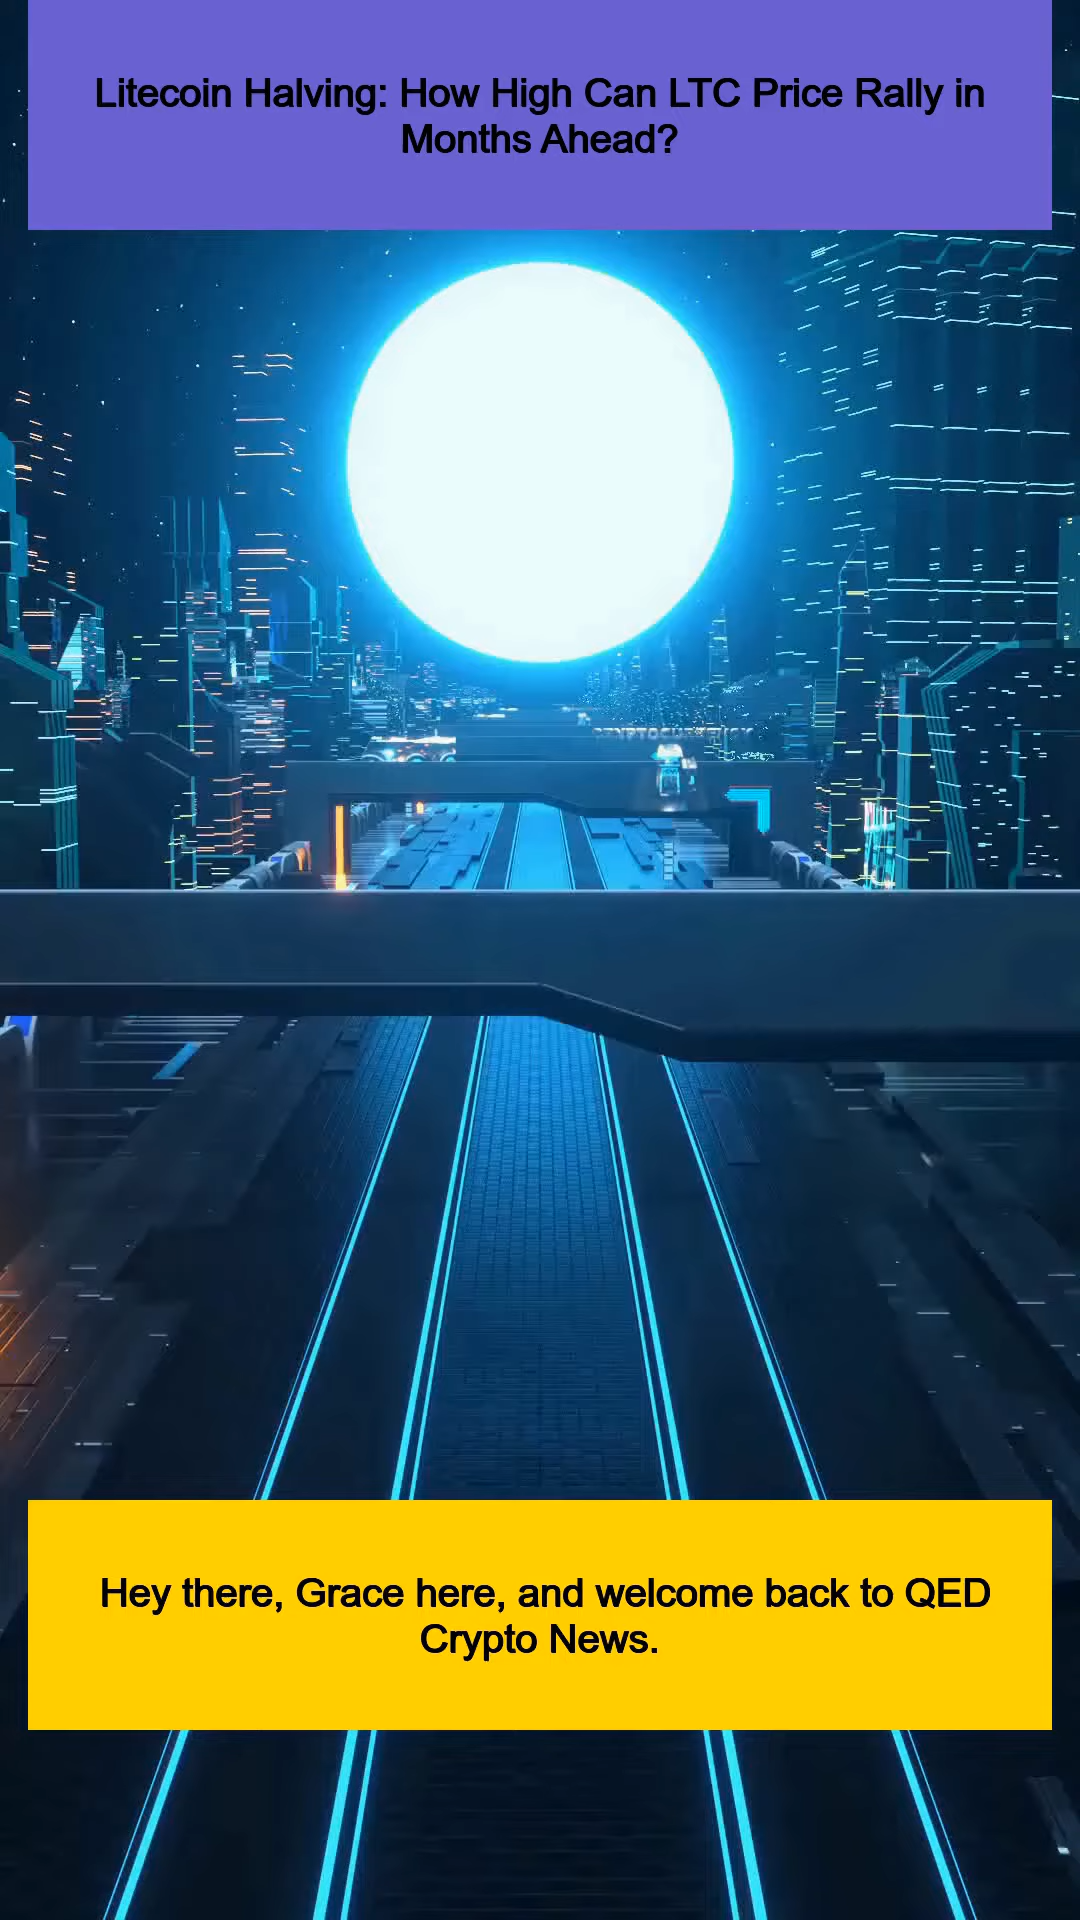 Litecoin Halving: How High Can LTC Price Rally in
Months Ahead?
Hey there, Grace here, and welcome back to QED
Crypto News.